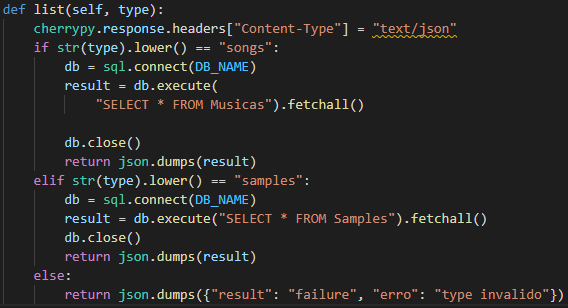 def list(self, type):
    cherrypy.response.headers["Content-Type"] = "text/json"
    if str(type).lower() == "songs":
        db = sql.connect(DB_NAME)
        result = db.execute(
            "SELECT * FROM Musicas").fetchall()

        db.close()
        return json.dumps(result)
    elif str(type).lower() == "samples":
        db = sql.connect(DB_NAME)
        result = db.execute("SELECT * FROM Samples").fetchall()
        db.close()
        return json.dumps(result)
    else:
        return json.dumps({"result": "failure", "erro": "type invalido"})